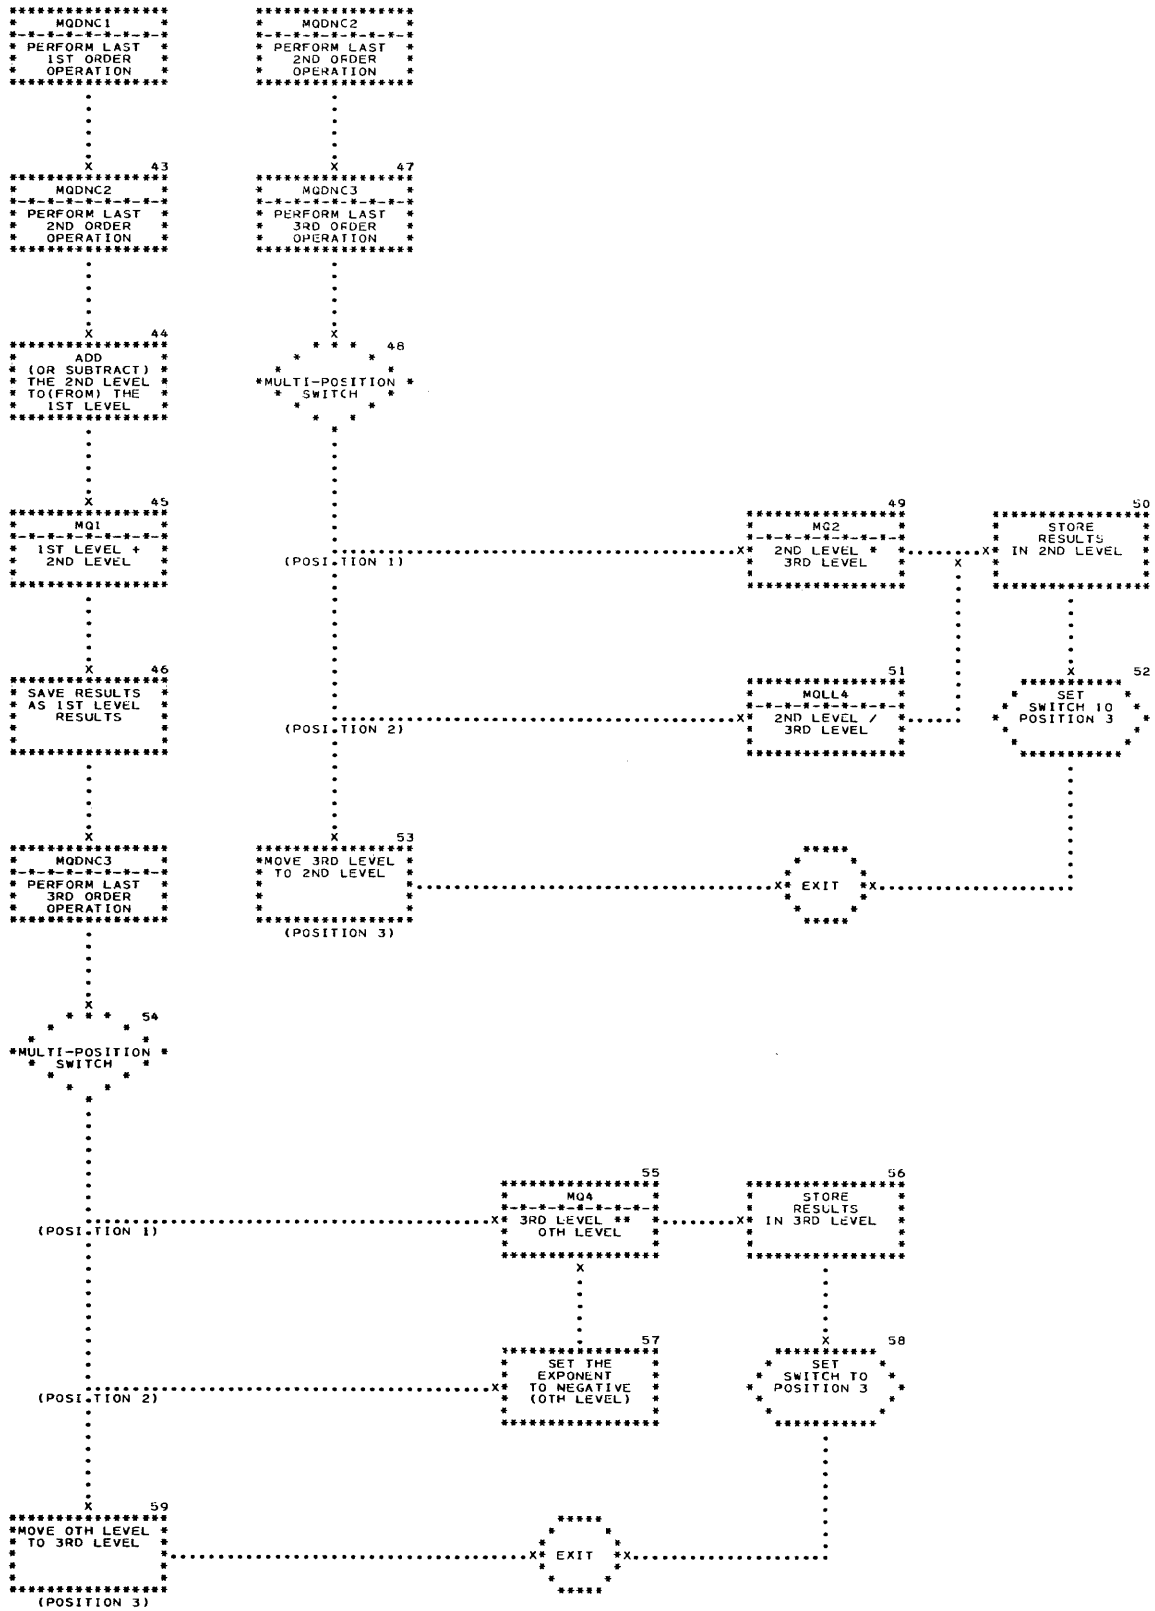 MQDNC1
PERFORM LAST
1ST ORDER
OPERATION
MQDNC2
PERFORM LAST
2ND ORDER
OPERATION
43
MQDNC2
PERFORM LAST
2ND ORDER
OPERATION
47
MQDNC3
PERFORM LAST
3RD ORDER
OPERATION
44
ADD
(OR SUBTRACT)
THE 2ND LEVEL
TO(FROM) THE
1ST LEVEL
48
MULTI-POSITION
SWITCH
45
MQ1
1ST LEVEL +
2ND LEVEL
(POSITION 1)
49
MQ2
2ND LEVEL *
3RD LEVEL
50
STORE
RESULTS
IN 2ND LEVEL
46
SAVE RESULTS
AS 1ST LEVEL
RESULTS
(POSITION 2)
51
MQLL4
2ND LEVEL /
3RD LEVEL
52
SET
SWITCH TO
POSITION 3
MQDNC3
PERFORM LAST
3RD ORDER
OPERATION
53
MOVE 3RD LEVEL
TO 2ND LEVEL
(POSITION 3)
EXIT
54
MULTI-POSITION
SWITCH
(POSITION 1)
55
MQ4
3RD LEVEL **
0TH LEVEL
56
STORE
RESULTS
IN 3RD LEVEL
(POSITION 2)
57
SET THE
EXPONENT
TO NEGATIVE
(0TH LEVEL)
58
SET
SWITCH TO
POSITION 3
59
MOVE 0TH LEVEL
TO 3RD LEVEL
(POSITION 3)
EXIT